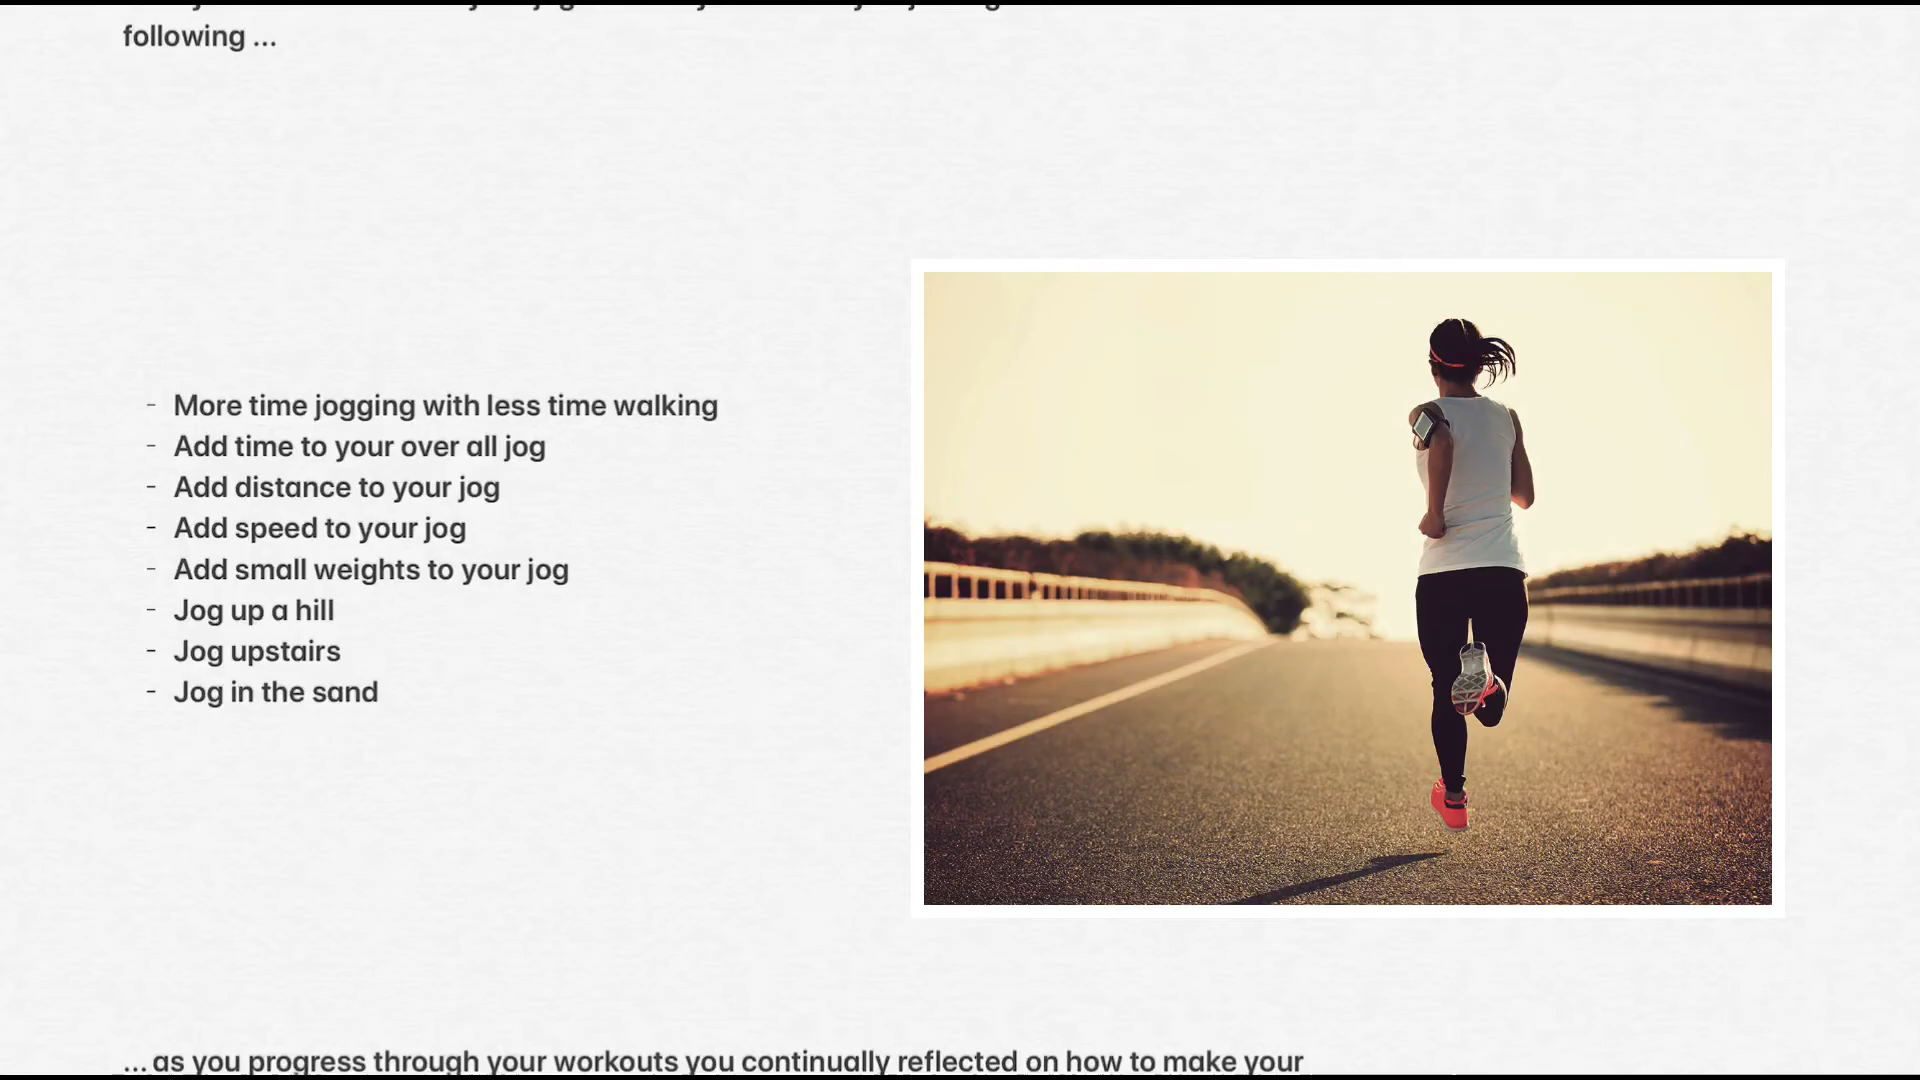 following ...
- More time jogging with less time walking
- Add time to your over all jog
- Add distance to your jog
- Add speed to your jog
- Add small weights to your jog
- Jog up a hill
- Jog upstairs
- Jog in the sand
... as you progress through your workouts you continually reflected on how to make your